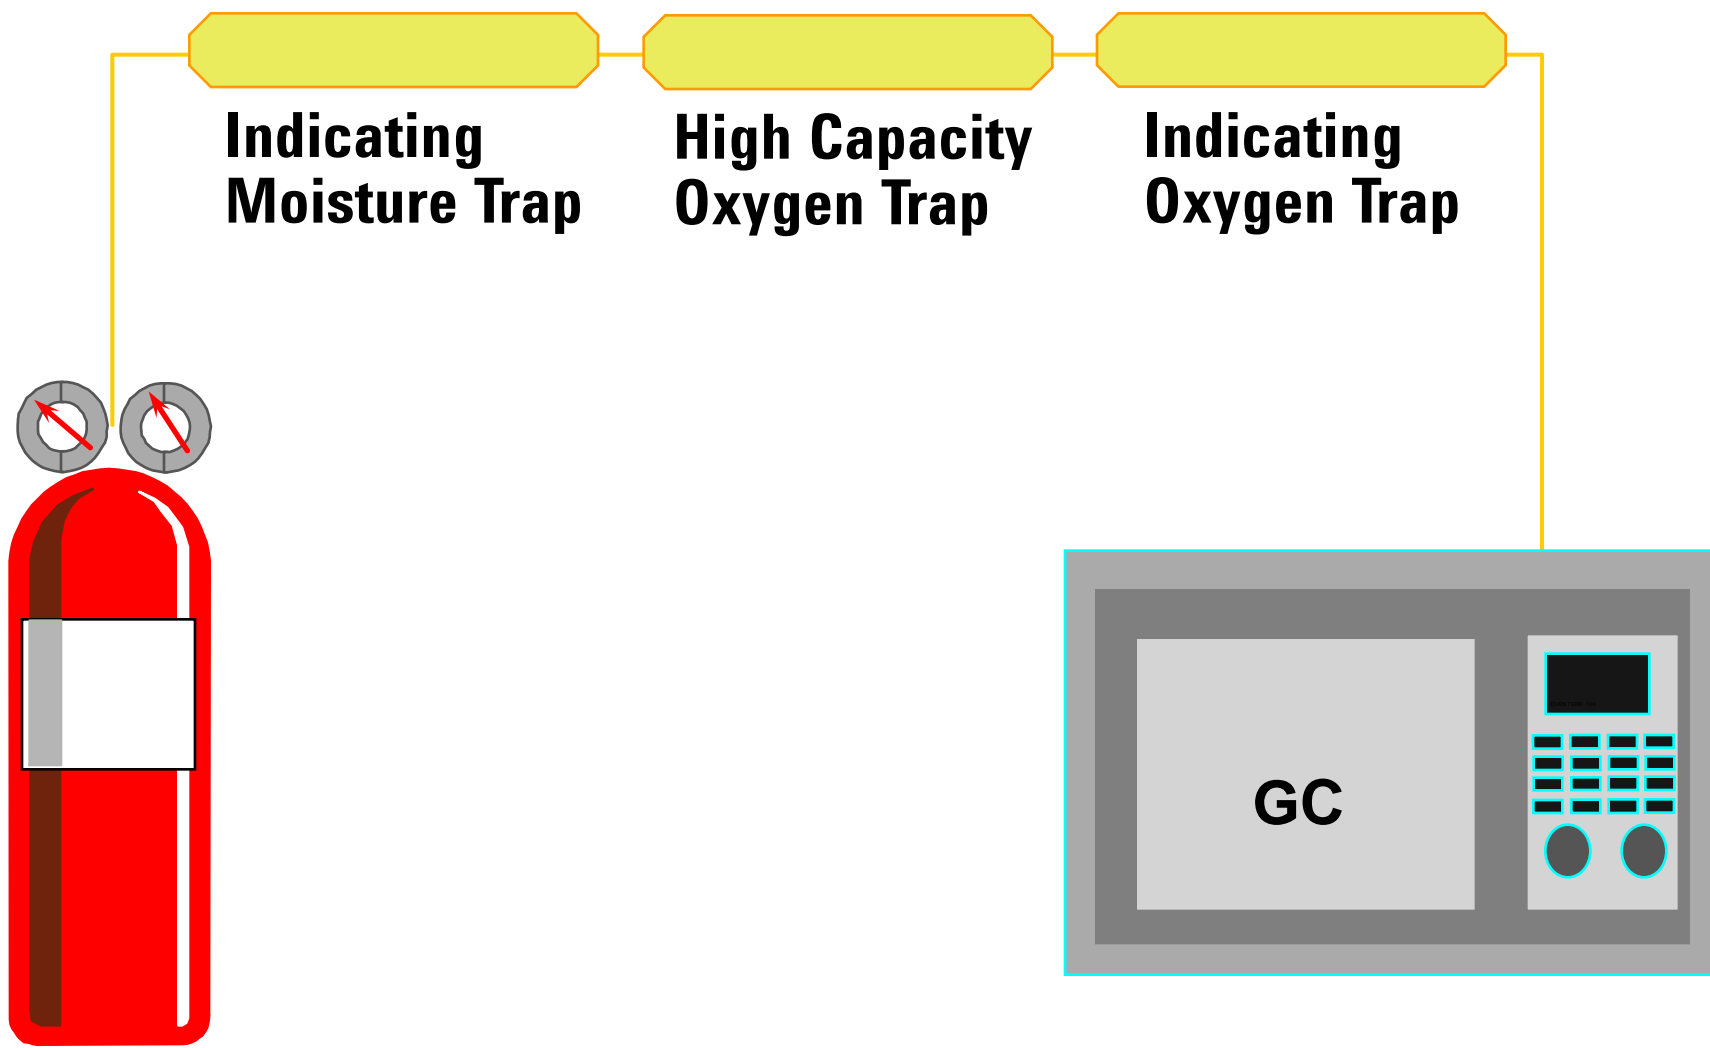 Indicating
Moisture Trap
High Capacity
Oxygen Trap
Indicating
Oxygen Trap
GC